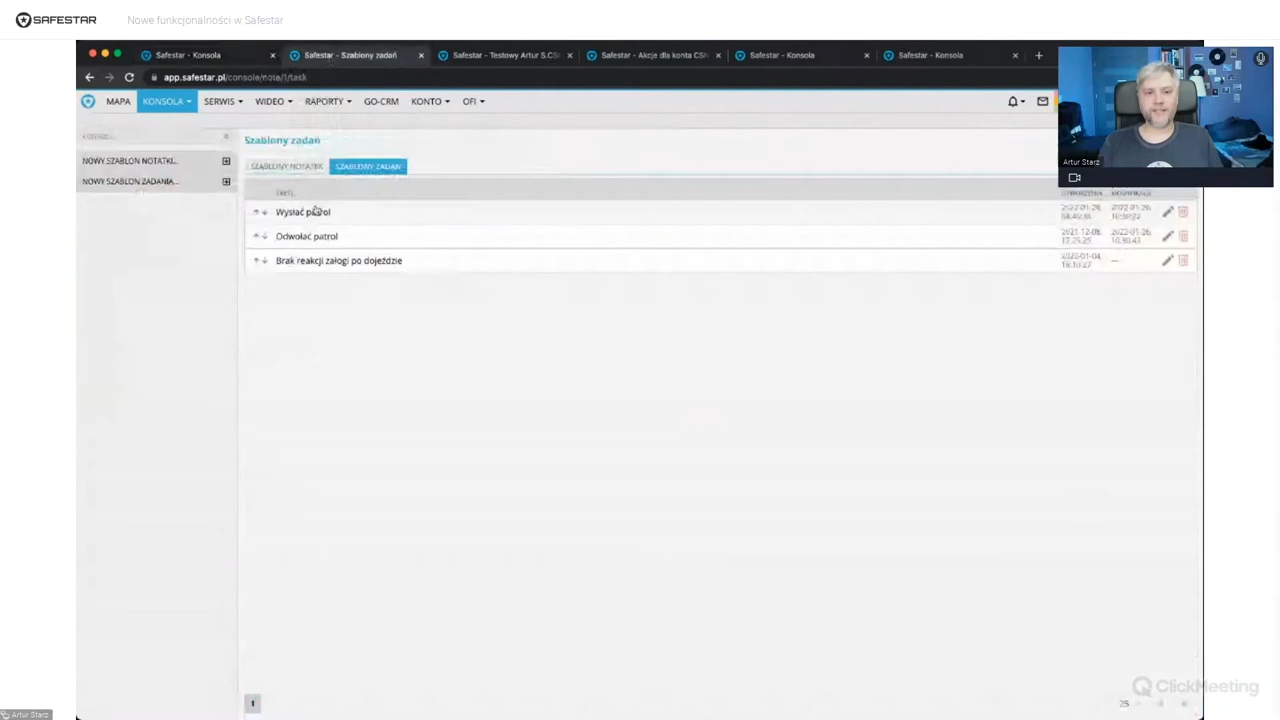 SAFESTAR
Nowe funkcjonalności w Safestar
Safestar - Konsola
Safestar - Szablony zadań
Safestar - Testowy Artur S.CS
Safestar - Akcje dla konta CS
Safestar - Konsola
Safestar - Konsola
app.safestar.pl/console/note/l/task
MAPA
KONSOLA
SERWIS
WIDEO
RAPORTY
GO-CRM
KONTO
OFI
Artur Starz
Szablony zadań
NOWY SZABLON NOTATKI...
NOWY SZABLON ZADANIA...
SZABLONY NOTATEK
SZABLONY ZADAŃ
Wysłać patrol
Odwołać patrol
Brak reakcji załogi po dojeździe
1
25
ClickMeeting
Artur Starz